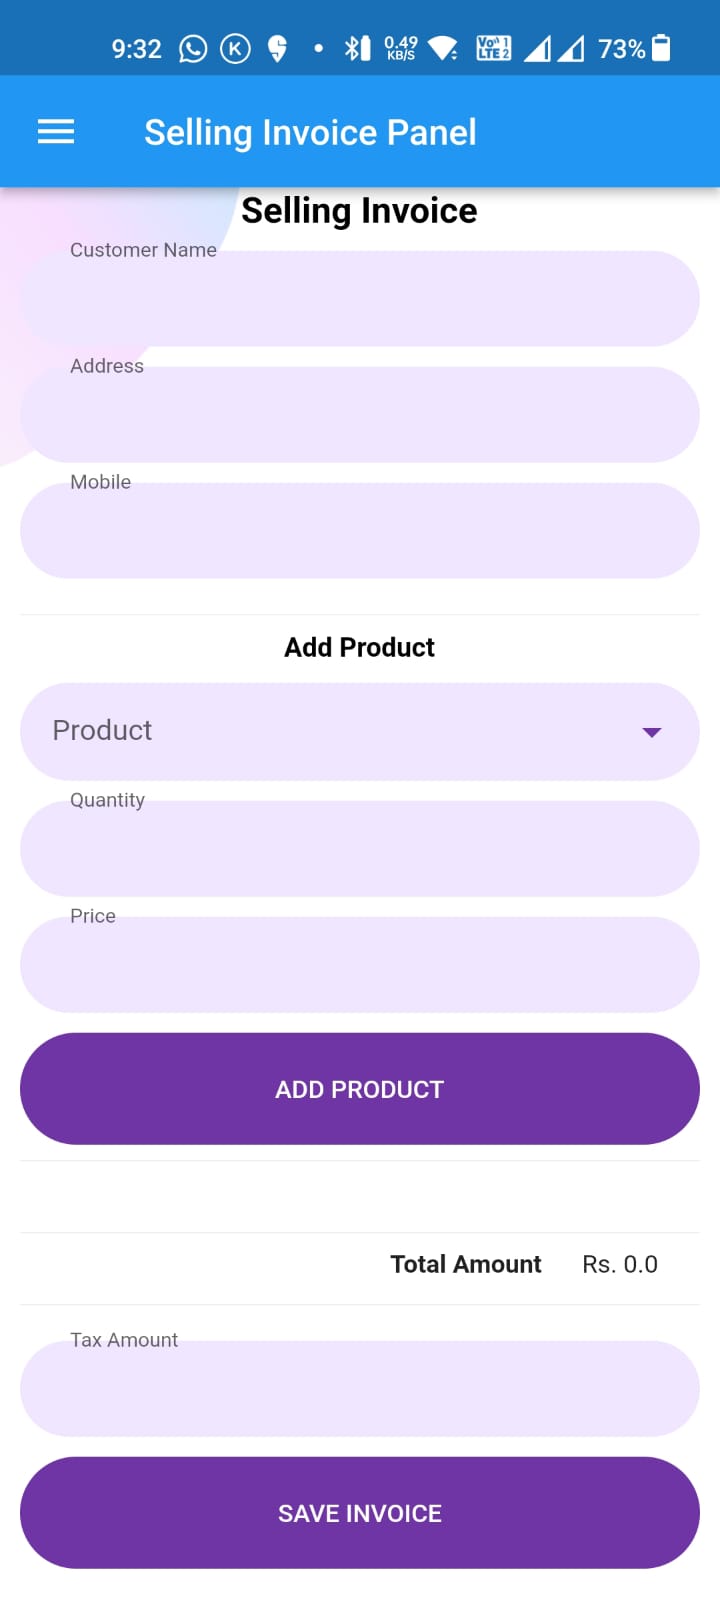 9:32 K 0.49 KB/S Vo)) 1 LTE 2 73%
Selling Invoice Panel
Selling Invoice
Customer Name
Address
Mobile
Add Product
Product
Quantity
Price
ADD PRODUCT
Total Amount Rs. 0.0
Tax Amount
SAVE INVOICE